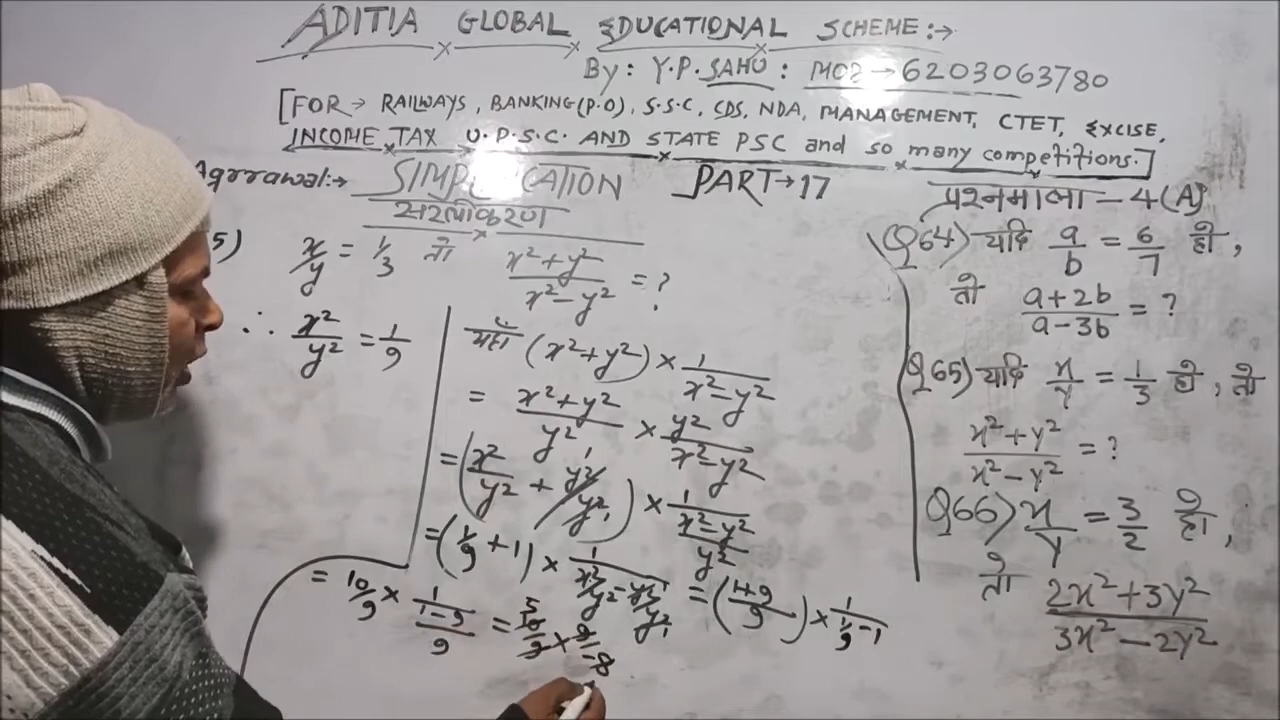 ADITIA GLOBAL EDUCATIONAL SCHEME:→
By: Y.P. SAHU: MOB→6203063780
[FOR→ RAILWAYS, BANKING(P.O), S.S.C, CDS, NDA, MANAGEMENT, CTET, EXCISE,
INCOME TAX U.P.S.C. AND STATE PSC and so many competitions.]
Agrrawal:→ SIMPLIFICATION PART→17
सरलीकरण
5) x/y = 1/3 तो (x²+y²)/(x²-y²) = ?
∴ x²/y² = 1/9
यहाँ (x²+y²) × 1/(x²-y²)
= (x²+y²)/y² × y²/(x²-y²)
= (x²/y² + y²/y²) × 1/((x²-y²)/y²)
= (1/9 + 1) × 1/(x²/y² - y²/y²) = ((1+9)/9) × 1/(1/9 - 1)
= 10/9 × 1/((1-9)/9) = 10/9 × 9/-8
प्रश्नमाला - 4(A)
Q64) यदि a/b = 6/7 हो,
तो (a+2b)/(a-3b) = ?
Q65) यदि x/y = 1/3 हो, तो
(x²+y²)/(x²-y²) = ?
Q66) x/y = 3/2 हो,
तो (2x²+3y²)/(3x²-2y²)